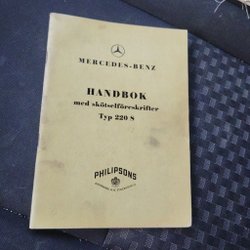 MERCEDES-BENZ
HANDBOK
med skötselföreskrifter
Typ 220 S
PHILIPSONS